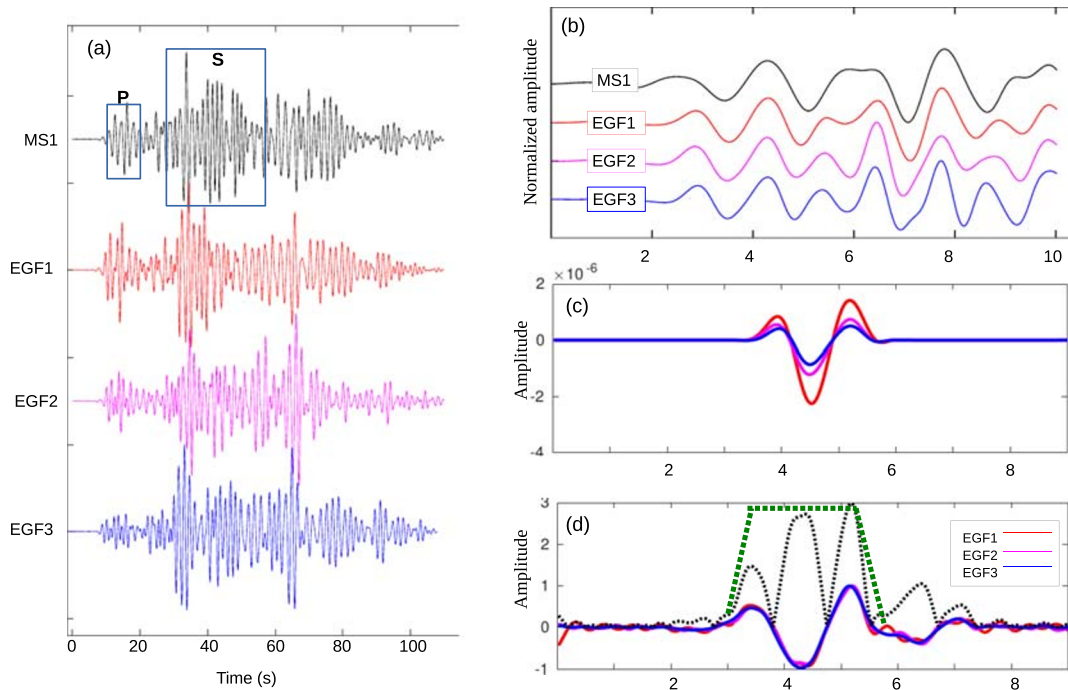 (a)
P
S
MS1
EGF1
EGF2
EGF3
0 20 40 60 80 100
Time (s)
(b)
Normalized amplitude
MS1
EGF1
EGF2
EGF3
2 4 6 8 10
× 10 -6
(c)
Amplitude
2
0
-2
-4
2 4 6 8
(d)
Amplitude
3
2
1
0
-1
EGF1
EGF2
EGF3
2 4 6 8